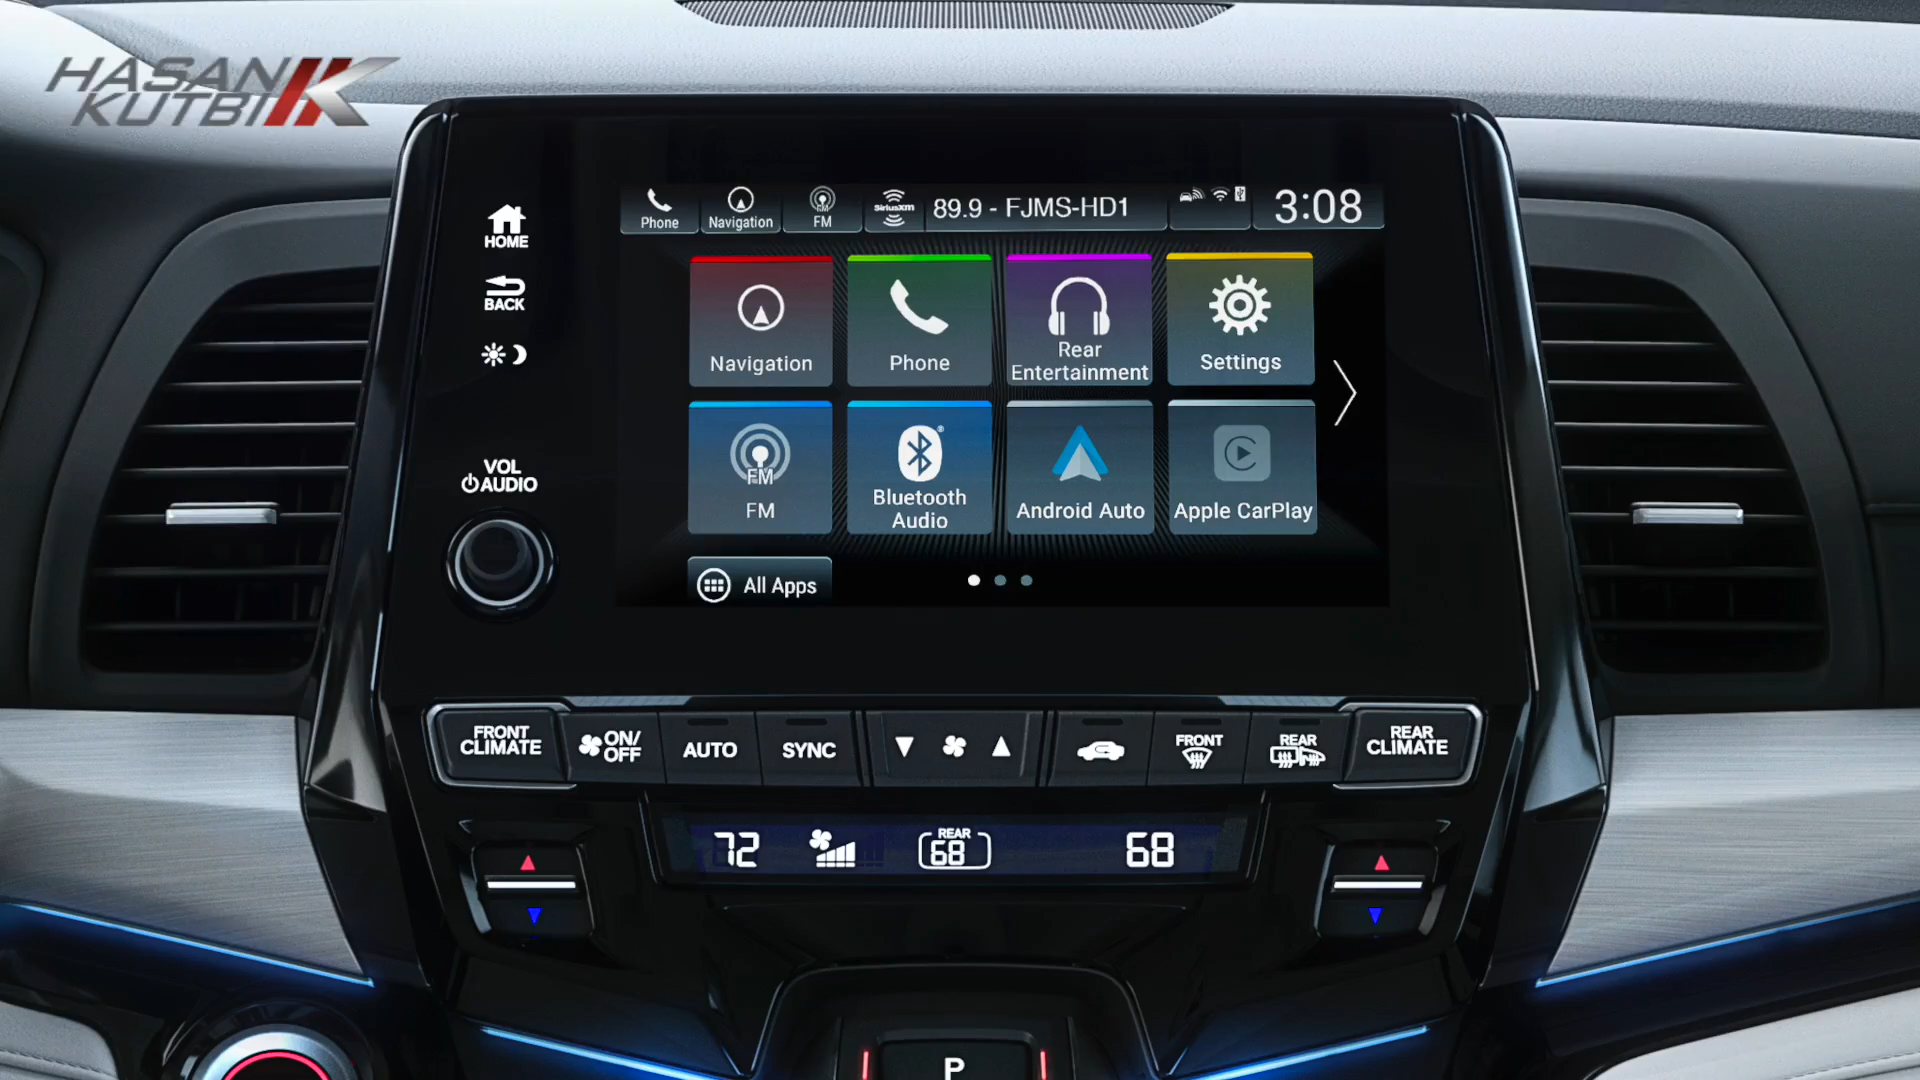 HASAN
KUTBI
Phone
Navigation
FM
SiriusXM
89.9 - FJMS-HD1
3:08
HOME
BACK
VOL
AUDIO
Navigation
Phone
Rear
Entertainment
Settings
FM
FM
Bluetooth
Audio
Android Auto
Apple CarPlay
All Apps
FRONT
CLIMATE
ON/
OFF
AUTO
SYNC
FRONT
REAR
REAR
CLIMATE
72
REAR
68
68
P